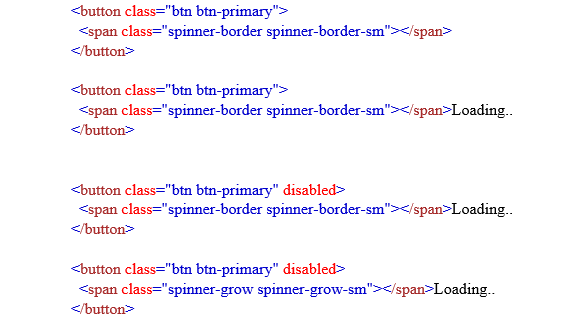 <button class="btn btn-primary">
<span class="spinner-border spinner-border-sm"></span>
</button>
<button class="btn btn-primary">
<span class="spinner-border spinner-border-sm"></span>Loading..
</button>
<button class="btn btn-primary" disabled>
<span class="spinner-border spinner-border-sm"></span>Loading..
</button>
<button class="btn btn-primary" disabled>
<span class="spinner-grow spinner-grow-sm"></span>Loading..
</button>